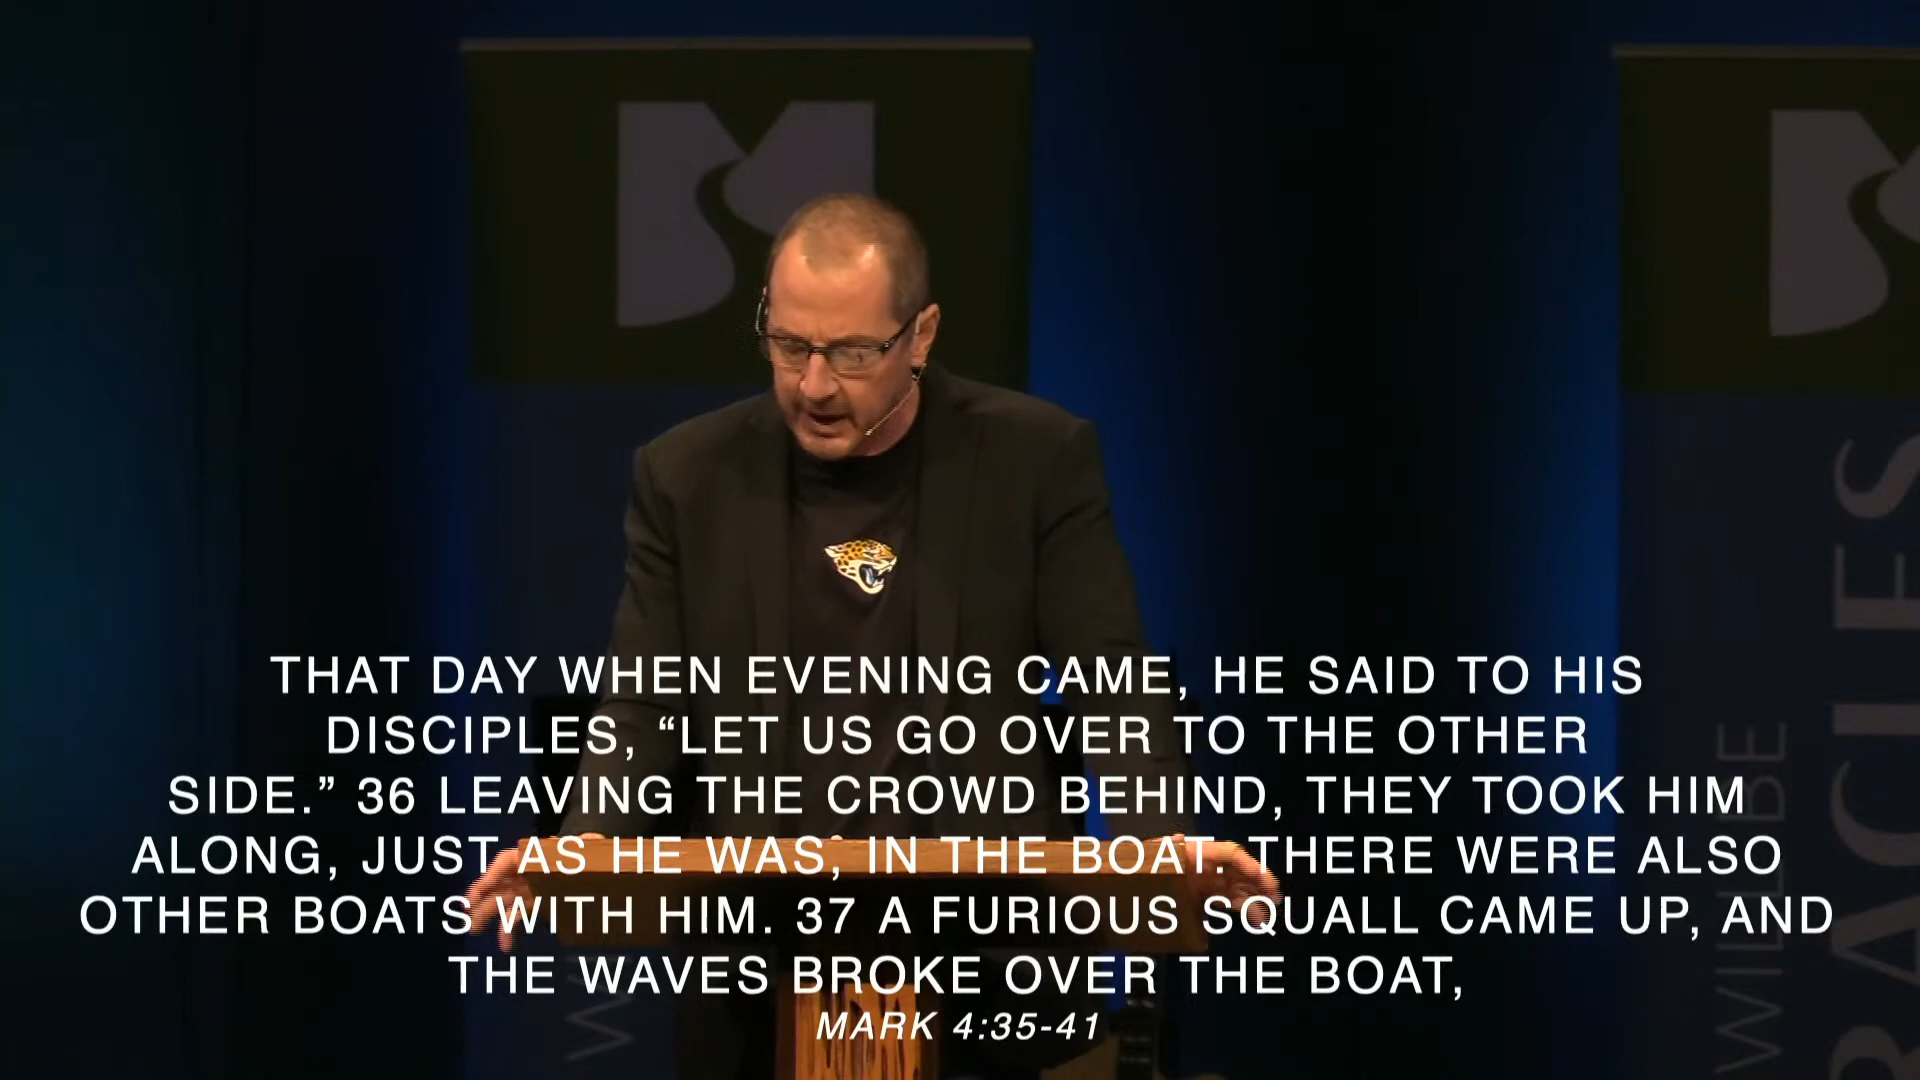 THAT DAY WHEN EVENING CAME, HE SAID TO HIS
DISCIPLES, “LET US GO OVER TO THE OTHER
SIDE.” 36 LEAVING THE CROWD BEHIND, THEY TOOK HIM
ALONG, JUST AS HE WAS, IN THE BOAT. THERE WERE ALSO
OTHER BOATS WITH HIM. 37 A FURIOUS SQUALL CAME UP, AND
THE WAVES BROKE OVER THE BOAT,
MARK 4:35-41
WILL BE